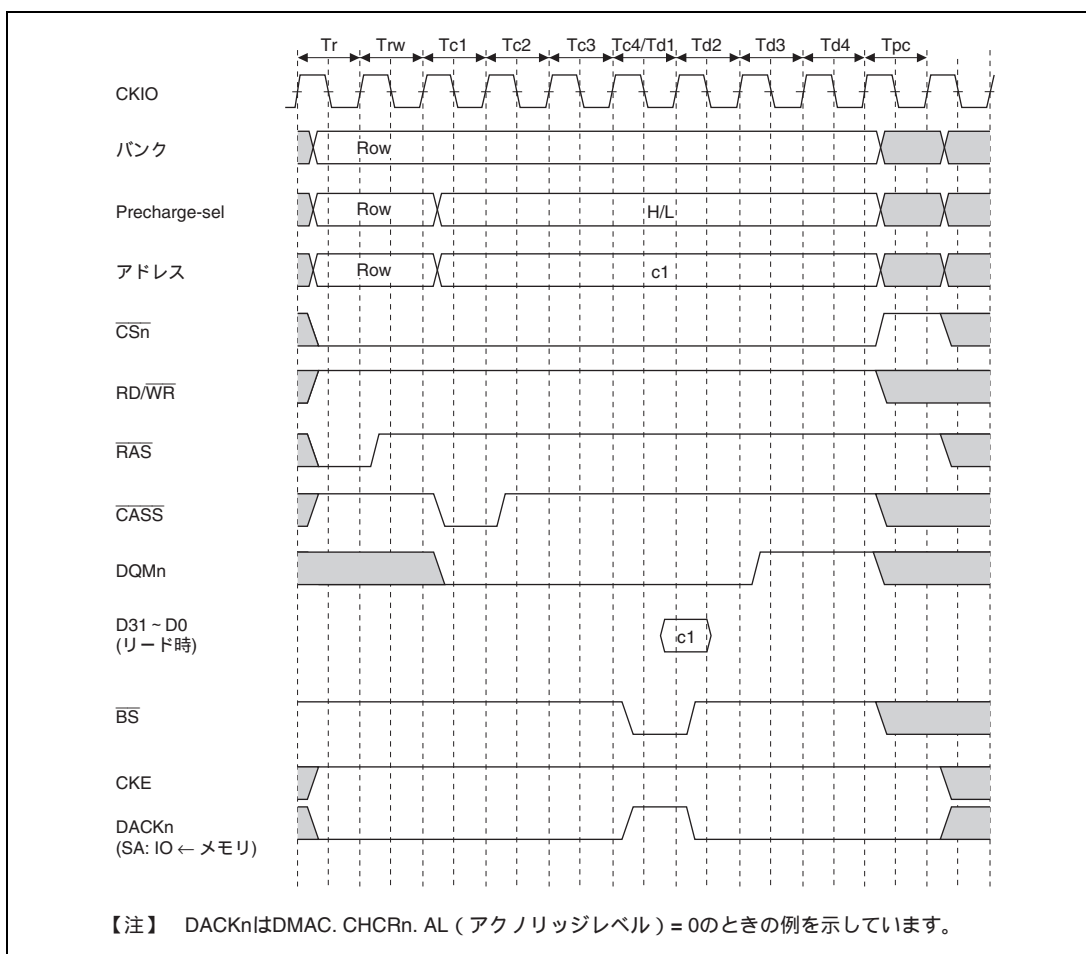 Tr Trw Tc1 Tc2 Tc3 Tc4/Td1 Td2 Td3 Td4 Tpc
CKIO
バンク Row
Precharge-sel Row H/L
アドレス Row c1
CSn
RD/WR
RAS
CASS
DQMn
D31 ~ D0
(リード時) c1
BS
CKE
DACKn
(SA: IO ← メモリ)
【注】 DACKnはDMAC. CHCRn. AL ( アクノリッジレベル ) = 0のときの例を示しています。